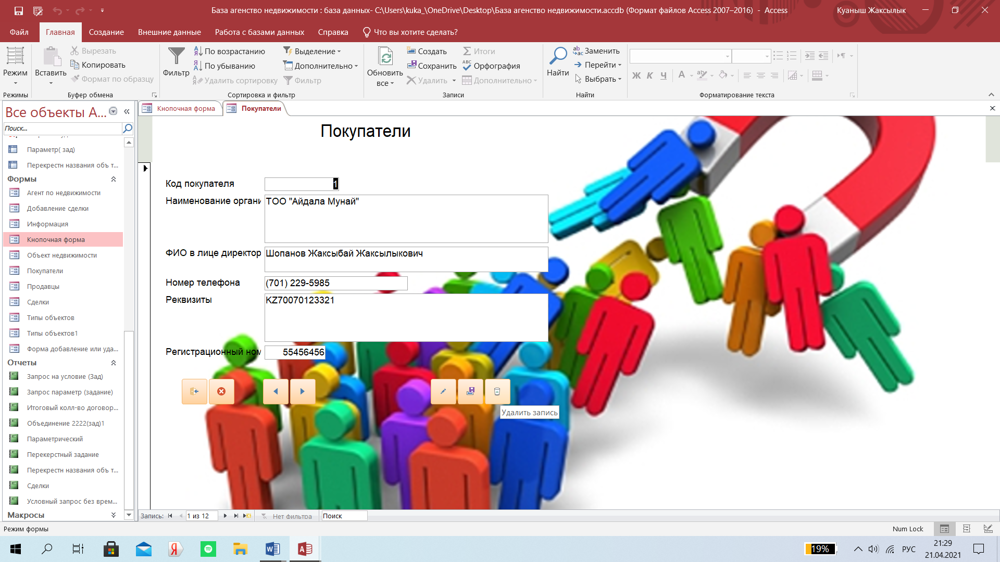 База агенство недвижимости : база данных- C:\Users\kuka_\OneDrive\Desktop\База агенство недвижимости.accdb (Формат файлов Access 2007–2016) - Access
Куаныш Жаксылык
Файл
Главная
Создание
Внешние данные
Работа с базами данных
Справка
Что вы хотите сделать?
Режим
Режимы
Вставить
Вырезать
Копировать
Формат по образцу
Буфер обмена
Фильтр
По возрастанию
По убыванию
Удалить сортировку
Выделение
Дополнительно
Фильтр
Сортировка и фильтр
Обновить
все
Создать
Сохранить
Удалить
Итоги
Орфография
Дополнительно
Записи
Найти
Заменить
Перейти
Выбрать
Найти
Ж К Ч
Форматирование текста
Все объекты A...
Поиск...
Параметр( зад)
Перекрестн названия объ т...
Формы
Агент по недвижимости
Добавление сделки
Информация
Кнопочная форма
Объект недвижимости
Покупатели
Продавцы
Сделки
Типы объектов
Типы объектов1
Форма добавление или уда...
Отчеты
Запрос на условие (Зад)
Запрос параметр (задание)
Итоговый колл-во договор...
Объединение 2222(зад)1
Параметрический
Перекерстный задание
Перекрестн названия объ т...
Сделки
Условный запрос без врем...
Макросы
Кнопочная форма
Покупатели
Покупатели
Код покупателя
1
Наименование органи
ТОО "Айдала Мунай"
ФИО в лице директор
Шопанов Жаксыбай Жаксылыкович
Номер телефона
(701) 229-5985
Реквизиты
KZ70070123321
Регистрационный ном
55456456
Удалить запись
Запись:
1 из 12
Нет фильтра
Поиск
Режим формы
Num Lock
19%
РУС
21:29
21.04.2021